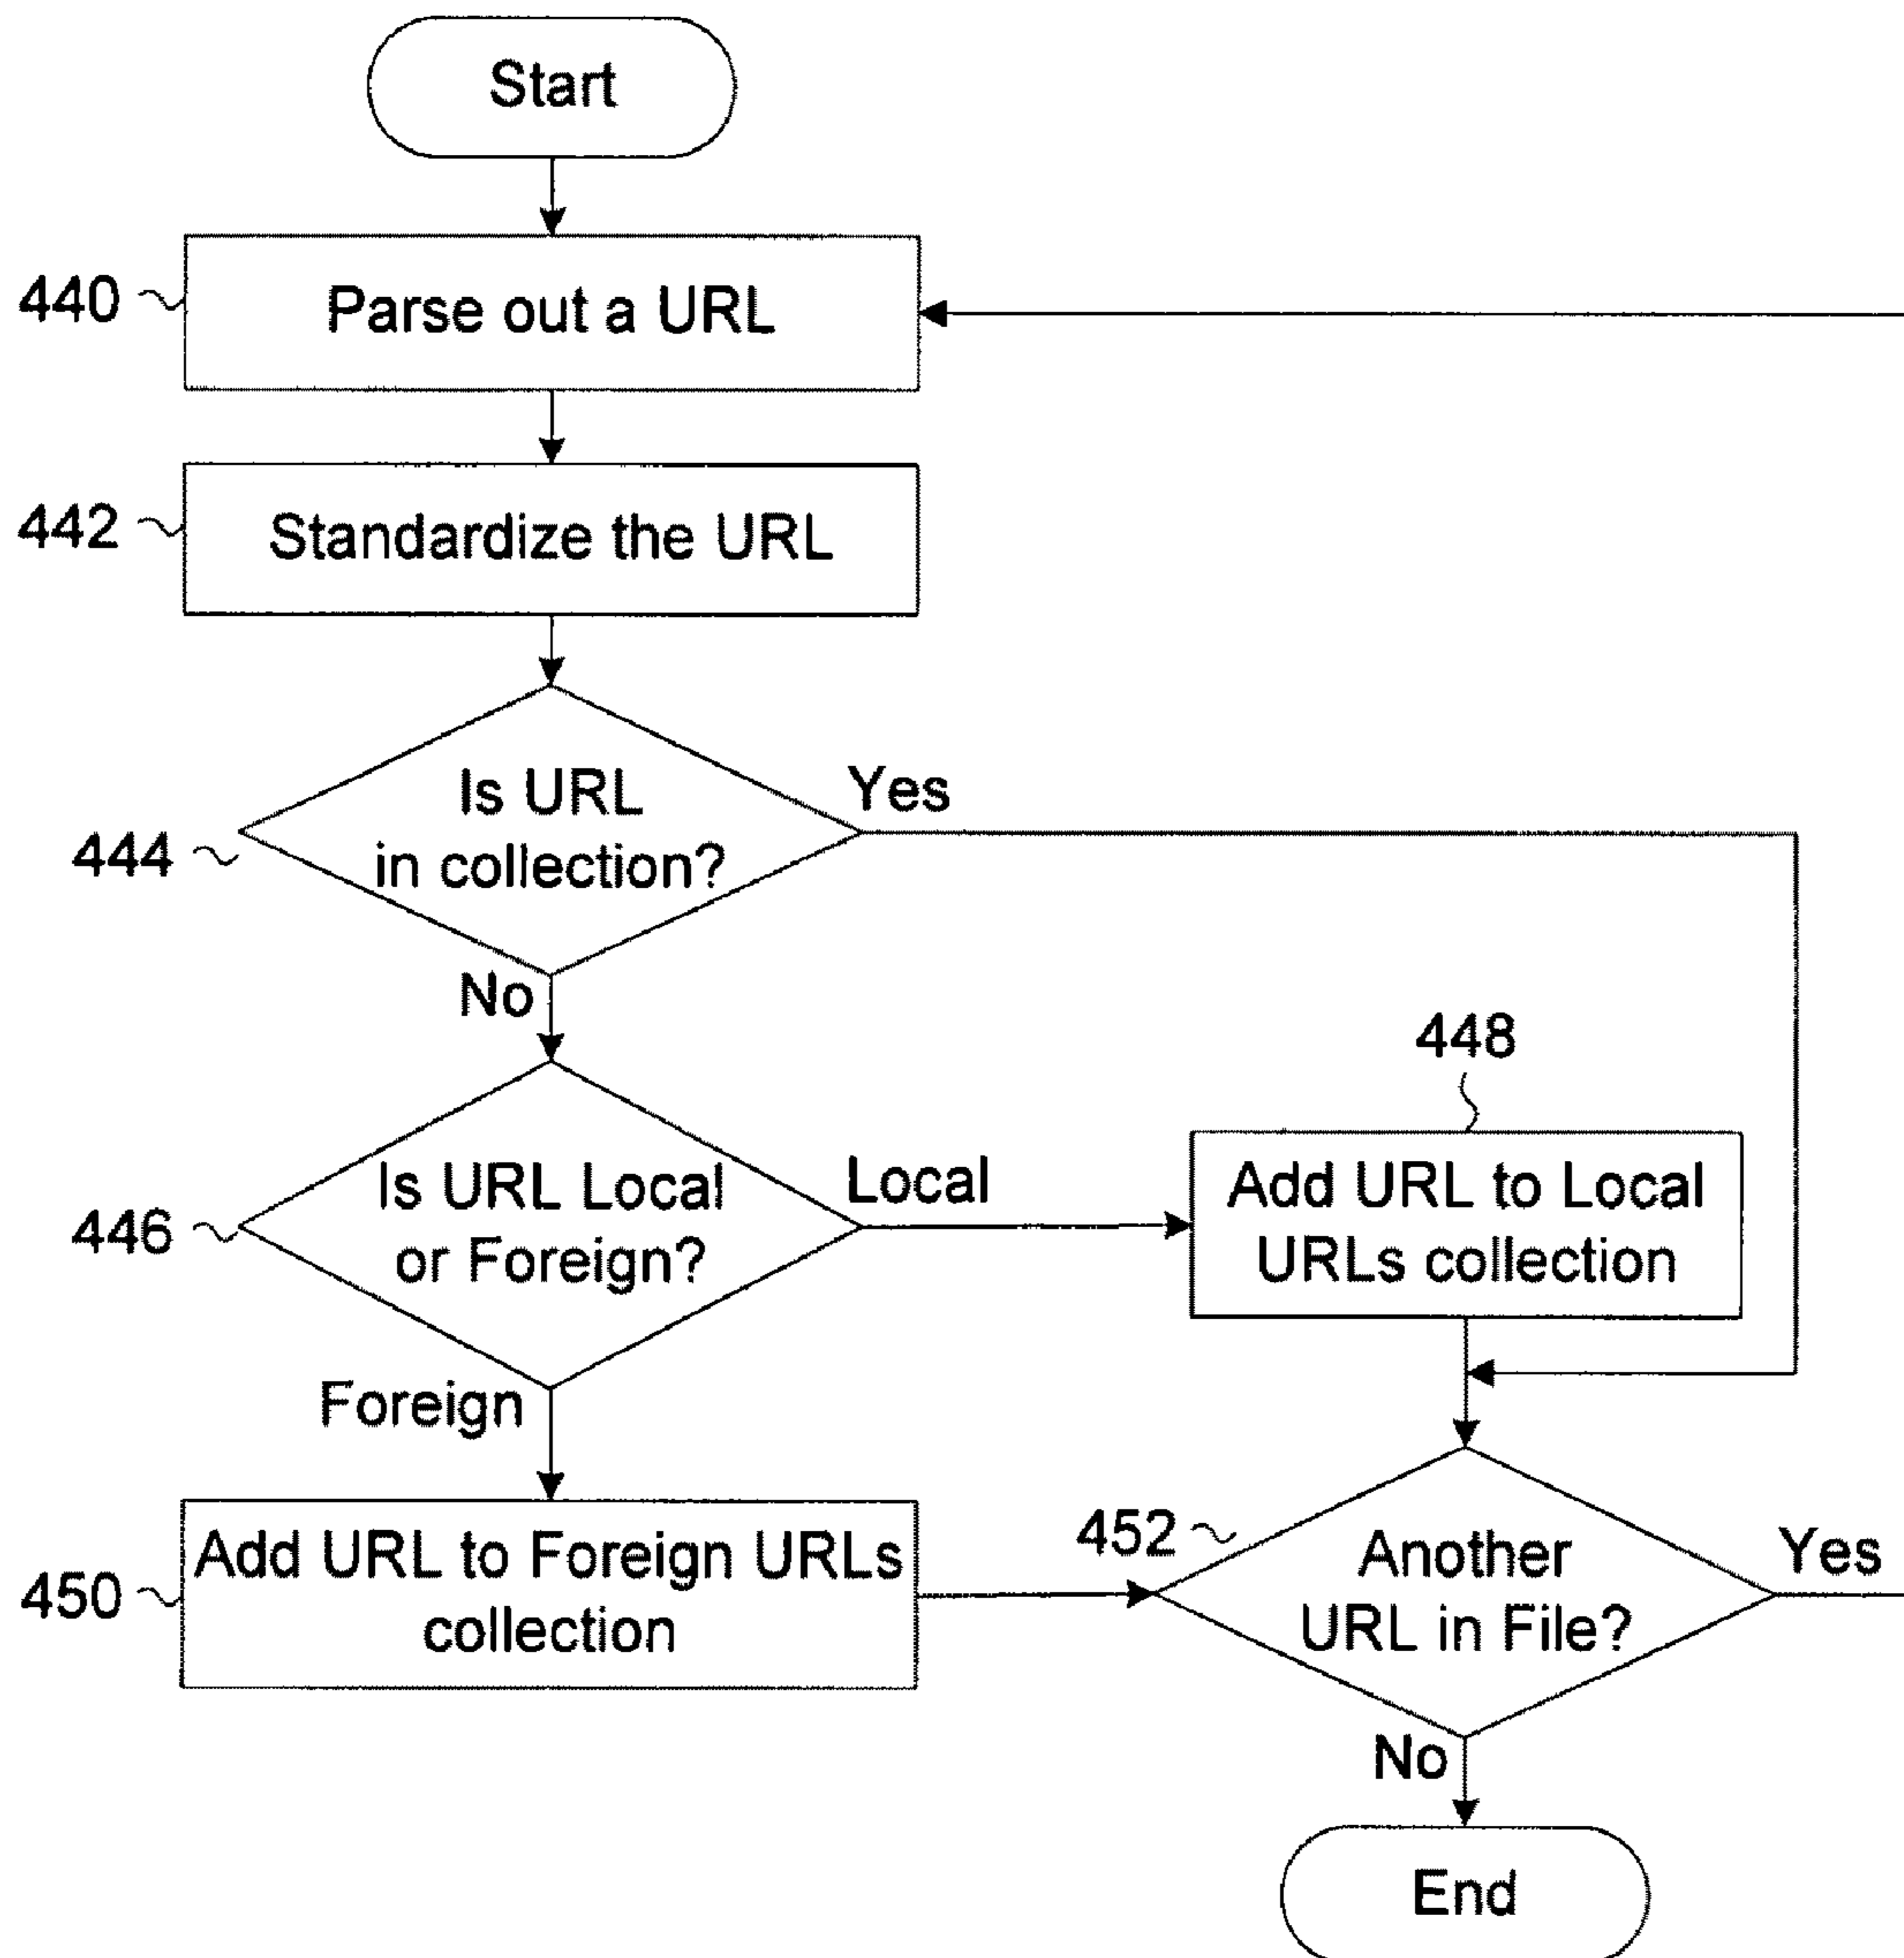 Start
440
Parse out a URL
442
Standardize the URL
444
Is URL
in collection?
Yes
No
446
Is URL Local
or Foreign?
Local
Foreign
448
Add URL to Local
URLs collection
450
Add URL to Foreign URLs
collection
452
Another
URL in File?
Yes
No
End